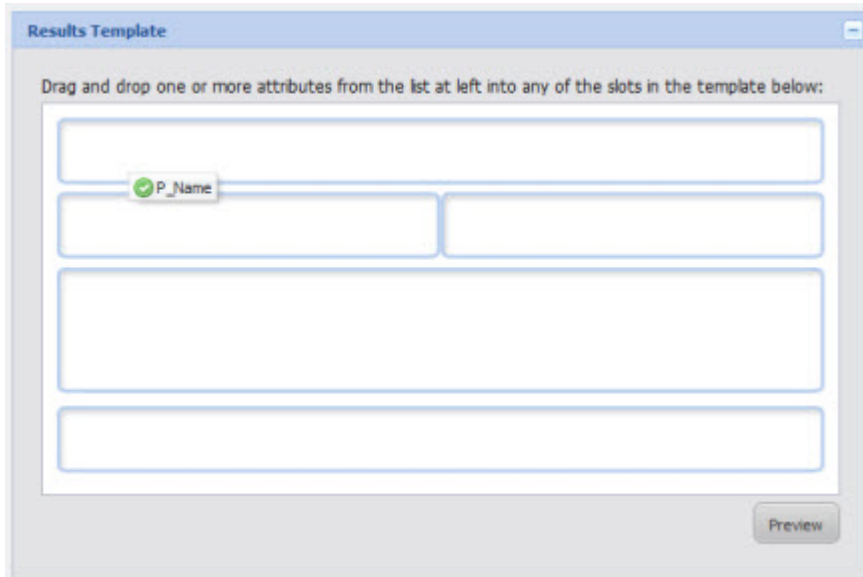 Results Template
Drag and drop one or more attributes from the list at left into any of the slots in the template below:
P_Name
Preview